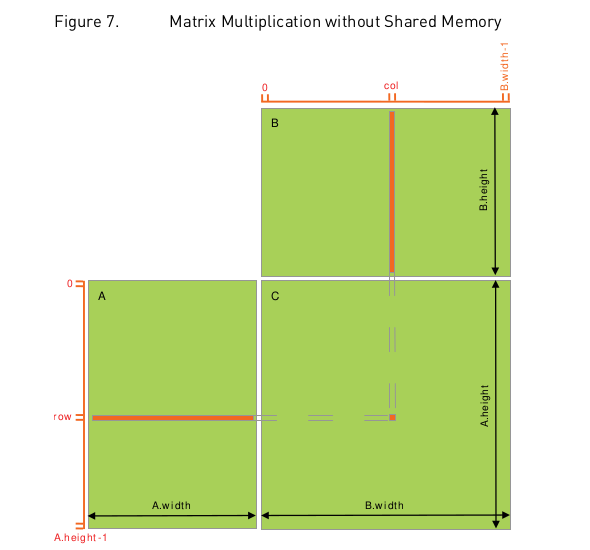 Figure 7. Matrix Multiplication without Shared Memory
B.width-1
0
col
B
B.height
0
A
C
A.height
row
A.width
B.width
A.height-1